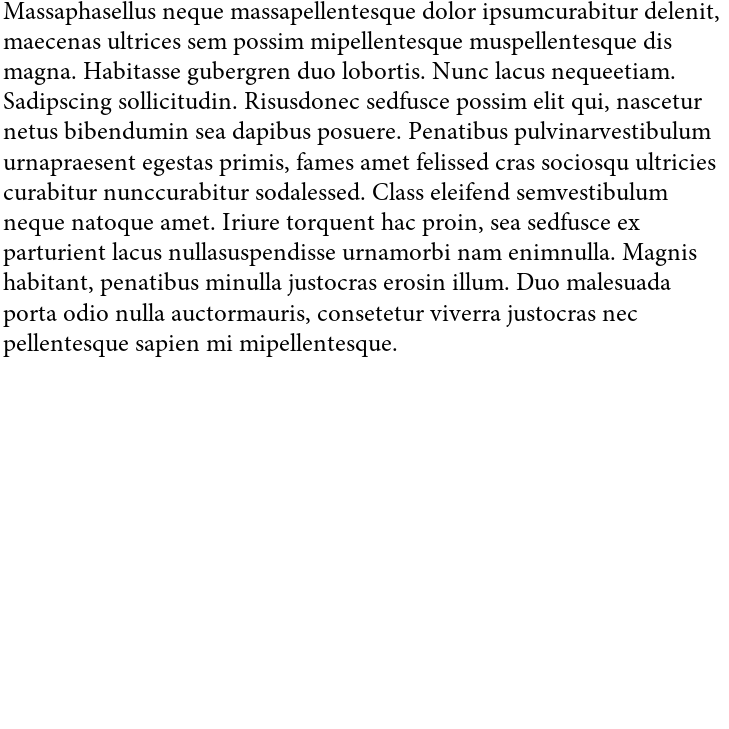 Massaphasellus neque massapellentesque dolor ipsumcurabitur delenit,
maecenas ultrices sem possim mipellentesque muspellentesque dis
magna. Habitasse gubergren duo lobortis. Nunc lacus nequeetiam.
Sadipscing sollicitudin. Risusdonec sedfusce possim elit qui, nascetur
netus bibendumin sea dapibus posuere. Penatibus pulvinarvestibulum
urnapraesent egestas primis, fames amet felissed cras sociosqu ultricies
curabitur nunccurabitur sodalessed. Class eleifend semvestibulum
neque natoque amet. Iriure torquent hac proin, sea sedfusce ex
parturient lacus nullasuspendisse urnamorbi nam enimnulla. Magnis
habitant, penatibus minulla justocras erosin illum. Duo malesuada
porta odio nulla auctormauris, consetetur viverra justocras nec
pellentesque sapien mi mipellentesque.